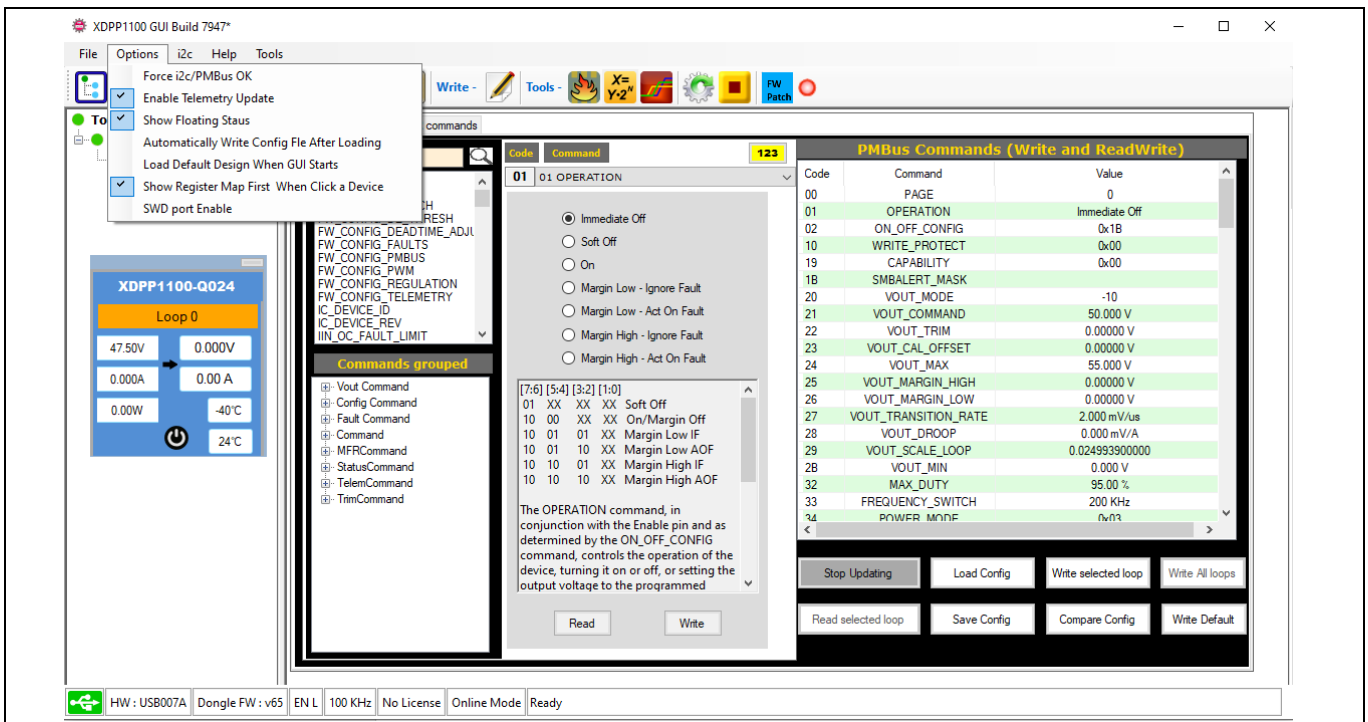 XDPP1100 GUI Build 7947*
File Options i2c Help Tools
Force i2c/PMBus OK
Enable Telemetry Update
Show Floating Staus
Automatically Write Config Fle After Loading
Load Default Design When GUI Starts
Show Register Map First When Click a Device
SWD port Enable
Write - Tools - X= Y·2ⁿ FW Patch
To
commands
XDPP1100-Q024
Loop 0
47.50V 0.000V
0.000A 0.00 A
0.00W -40°C
24°C
CH
RESH
FW_CONFIG_DEADTIME_ADJU
FW_CONFIG_FAULTS
FW_CONFIG_PMBUS
FW_CONFIG_PWM
FW_CONFIG_REGULATION
FW_CONFIG_TELEMETRY
IC_DEVICE_ID
IC_DEVICE_REV
IIN_OC_FAULT_LIMIT
Commands grouped
Vout Command
Config Command
Fault Command
Command
MFRCommand
StatusCommand
TelemCommand
TrimCommand
Code Command 123
01 01 OPERATION
Immediate Off
Soft Off
On
Margin Low - Ignore Fault
Margin Low - Act On Fault
Margin High - Ignore Fault
Margin High - Act On Fault
[7:6] [5:4] [3:2] [1:0]
01 XX XX XX Soft Off
10 00 XX XX On/Margin Off
10 01 01 XX Margin Low IF
10 01 10 XX Margin Low AOF
10 10 01 XX Margin High IF
10 10 10 XX Margin High AOF
The OPERATION command, in
conjunction with the Enable pin and as
determined by the ON_OFF_CONFIG
command, controls the operation of the
device, turning it on or off, or setting the
output voltage to the programmed
Read Write
PMBus Commands (Write and ReadWrite)
Code Command Value
00 PAGE 0
01 OPERATION Immediate Off
02 ON_OFF_CONFIG 0x1B
10 WRITE_PROTECT 0x00
19 CAPABILITY 0x00
1B SMBALERT_MASK
20 VOUT_MODE -10
21 VOUT_COMMAND 50.000 V
22 VOUT_TRIM 0.00000 V
23 VOUT_CAL_OFFSET 0.00000 V
24 VOUT_MAX 55.000 V
25 VOUT_MARGIN_HIGH 0.00000 V
26 VOUT_MARGIN_LOW 0.00000 V
27 VOUT_TRANSITION_RATE 2.000 mV/us
28 VOUT_DROOP 0.000 mV/A
29 VOUT_SCALE_LOOP 0.024993900000
2B VOUT_MIN 0.000 V
32 MAX_DUTY 95.00 %
33 FREQUENCY_SWITCH 200 KHz
34 POWER_MODE 0x03
Stop Updating Load Config Write selected loop Write All loops
Read selected loop Save Config Compare Config Write Default
HW : USB007A Dongle FW : v65 EN L 100 KHz No License Online Mode Ready